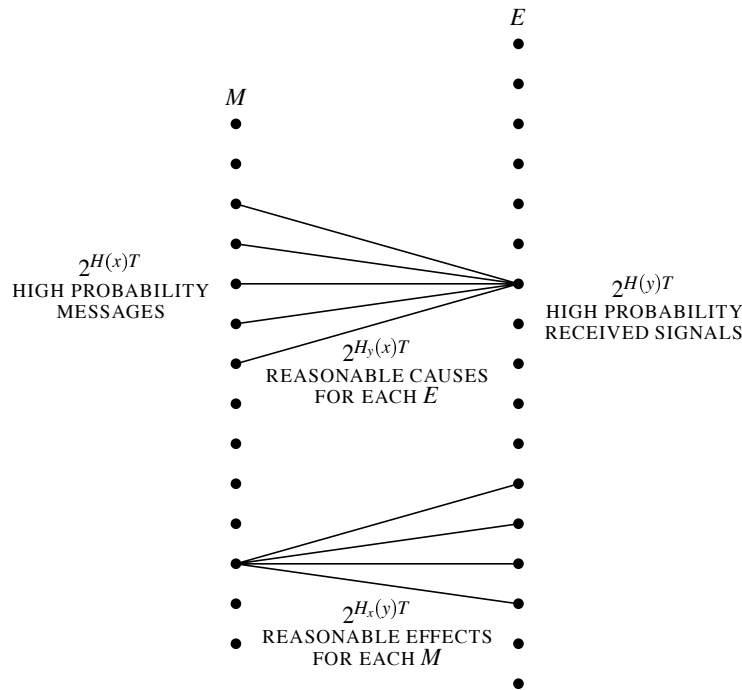 E
M
2^{H(x)T}
HIGH PROBABILITY
MESSAGES
2^{H(y)T}
HIGH PROBABILITY
RECEIVED SIGNALS
2^{H_y(x)T}
REASONABLE CAUSES
FOR EACH E
2^{H_x(y)T}
REASONABLE EFFECTS
FOR EACH M